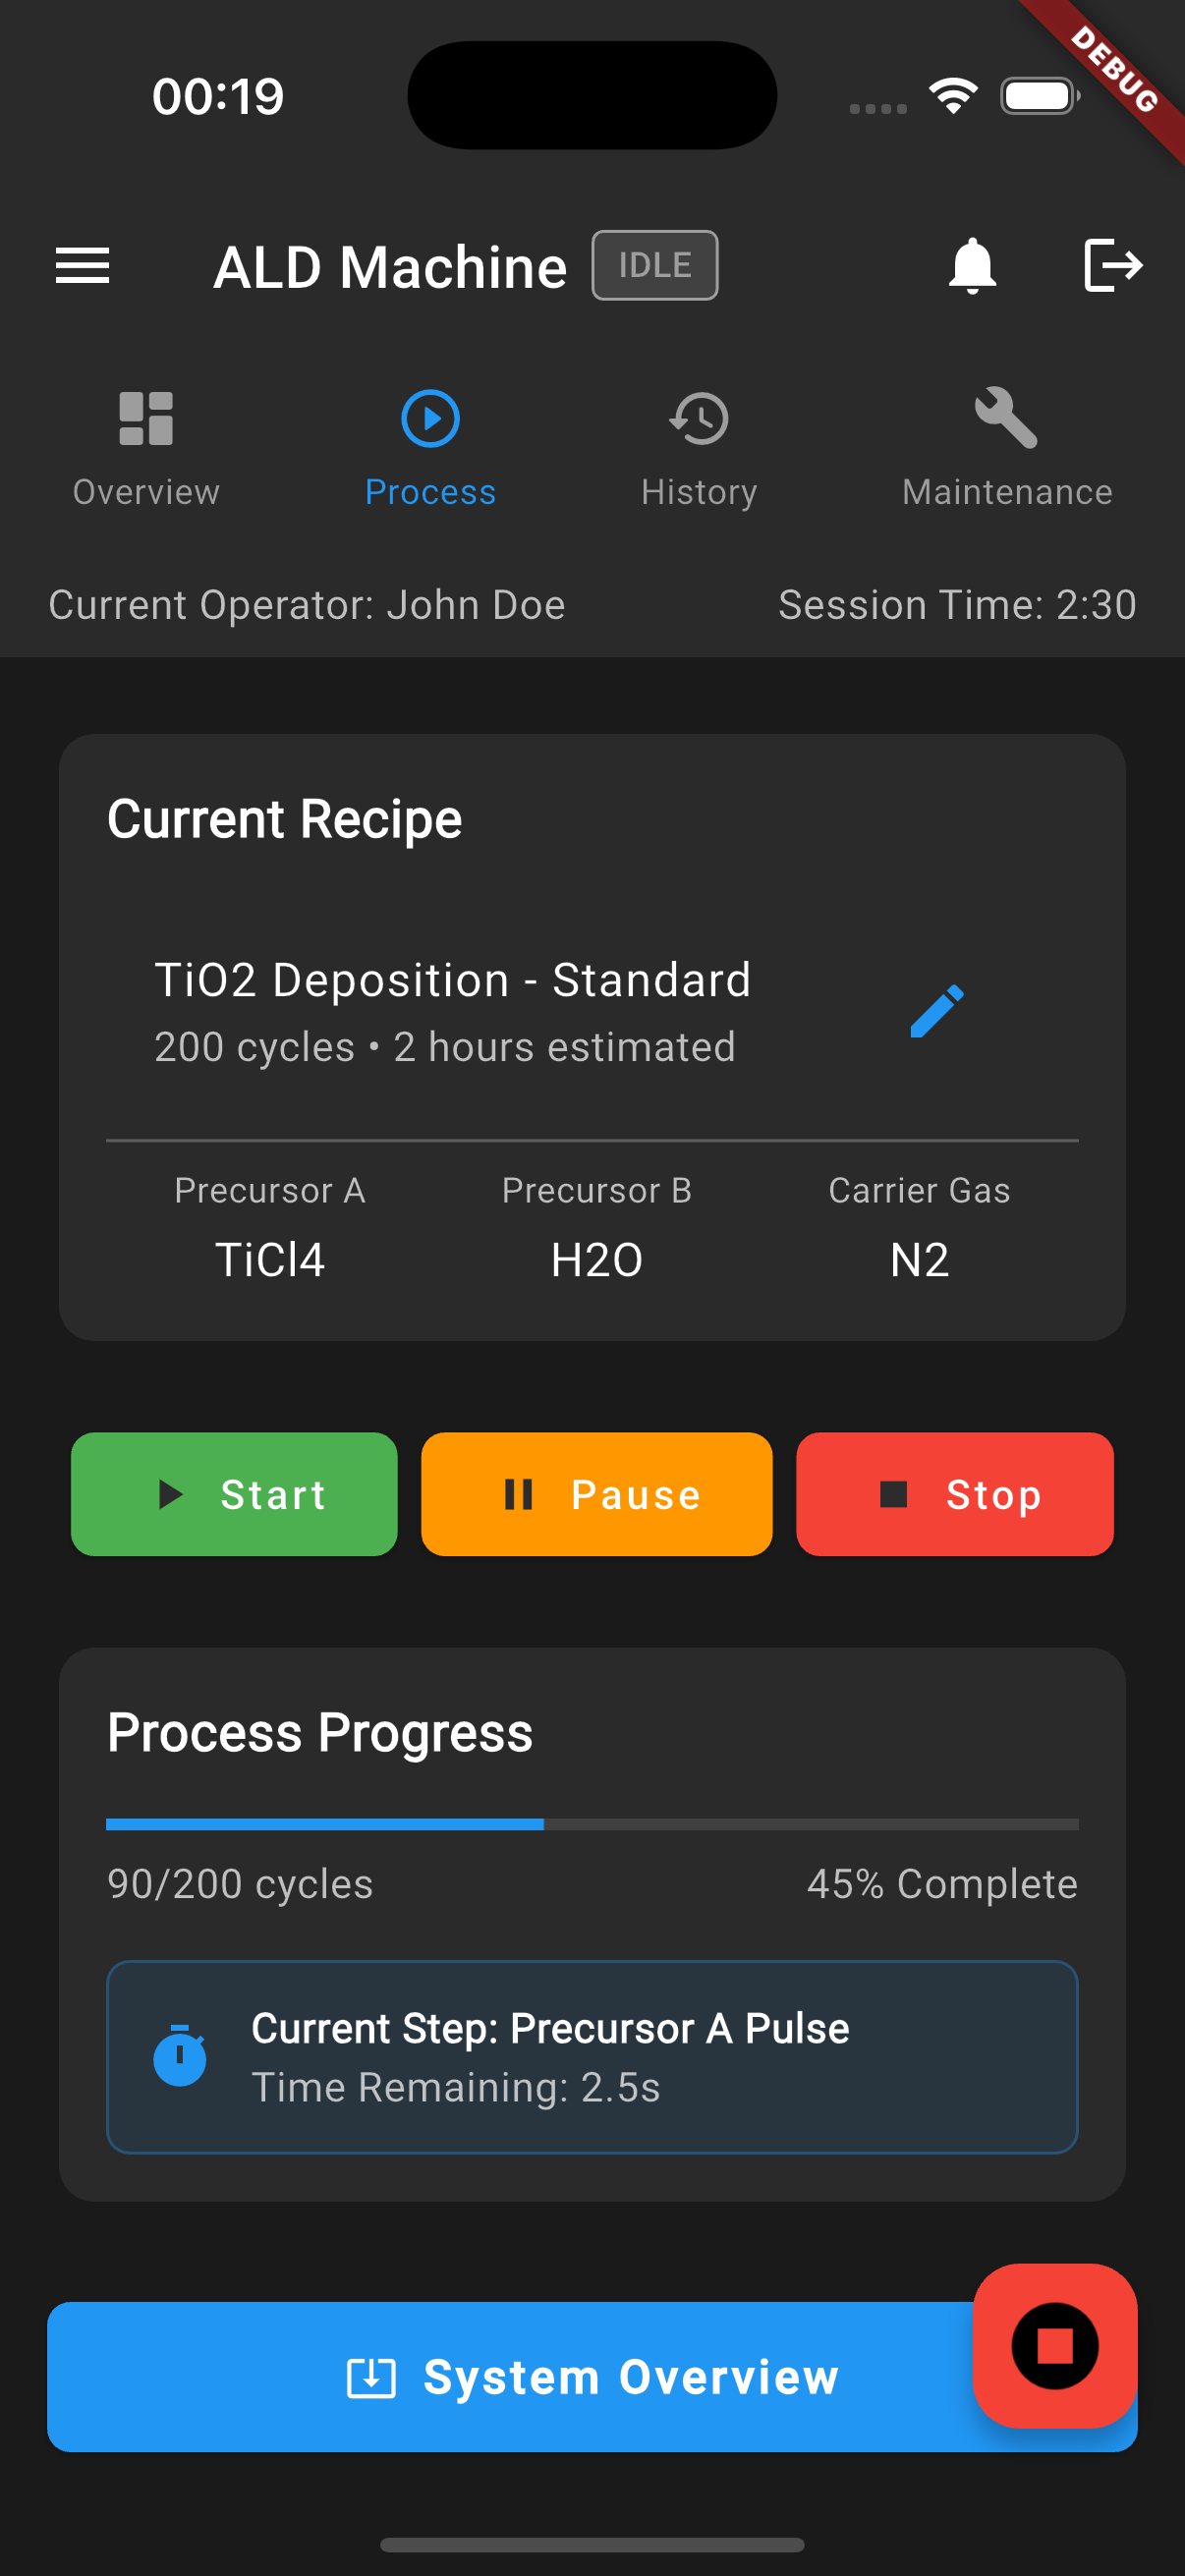 00:19
DEBUG
ALD Machine IDLE
Overview Process History Maintenance
Current Operator: John Doe Session Time: 2:30
Current Recipe
TiO2 Deposition - Standard
200 cycles • 2 hours estimated
Precursor A Precursor B Carrier Gas
TiCl4 H2O N2
Start Pause Stop
Process Progress
90/200 cycles 45% Complete
Current Step: Precursor A Pulse
Time Remaining: 2.5s
System Overview